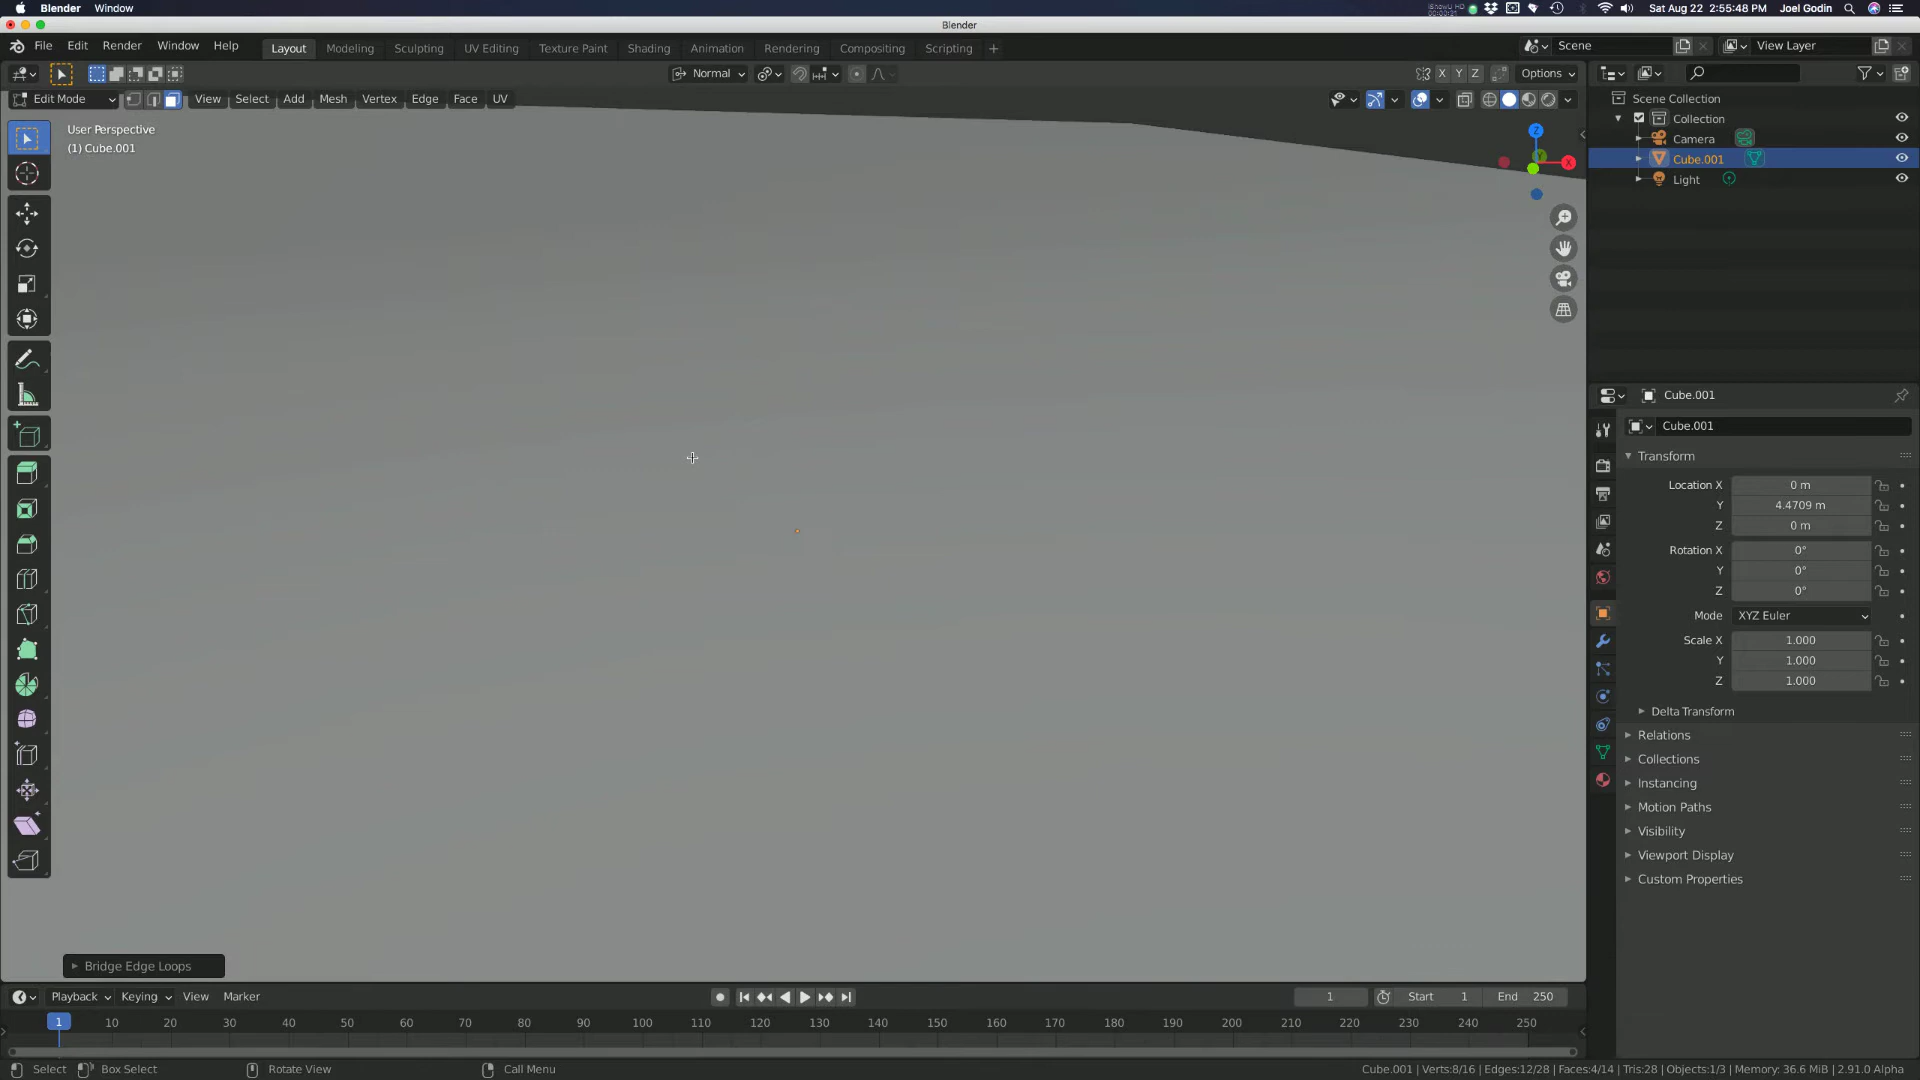 Blender Window
Sat Aug 22 2:55:48 PM Joel Godin
Blender
File Edit Render Window Help Layout Modeling Sculpting UV Editing Texture Paint Shading Animation Rendering Compositing Scripting +
Scene View Layer
Normal X Y Z Options
Edit Mode View Select Add Mesh Vertex Edge Face UV
User Perspective
(1) Cube.001
Z
X
Scene Collection
Collection
Camera
Cube.001
Light
Cube.001
Cube.001
Transform
Location X 0 m
Y 4.4709 m
Z 0 m
Rotation X 0°
Y 0°
Z 0°
Mode XYZ Euler
Scale X 1.000
Y 1.000
Z 1.000
Delta Transform
Relations
Collections
Instancing
Motion Paths
Visibility
Viewport Display
Custom Properties
Bridge Edge Loops
Playback Keying View Marker 1 Start 1 End 250
1 10 20 30 40 50 60 70 80 90 100 110 120 130 140 150 160 170 180 190 200 210 220 230 240 250
Select Box Select Rotate View Call Menu Cube.001 | Verts:8/16 | Edges:12/28 | Faces:4/14 | Tris:28 | Objects:1/3 | Memory: 36.6 MiB | 2.91.0 Alpha